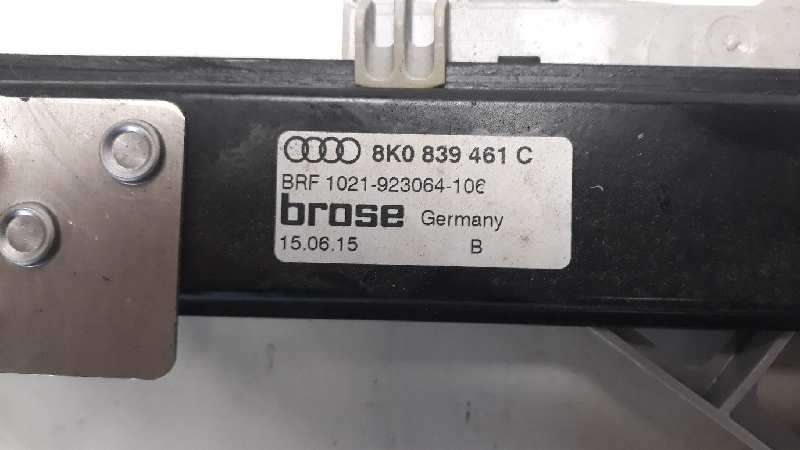 8K0 839 461 C
BRF 1021-923064-106
brose Germany
15.06.15 B